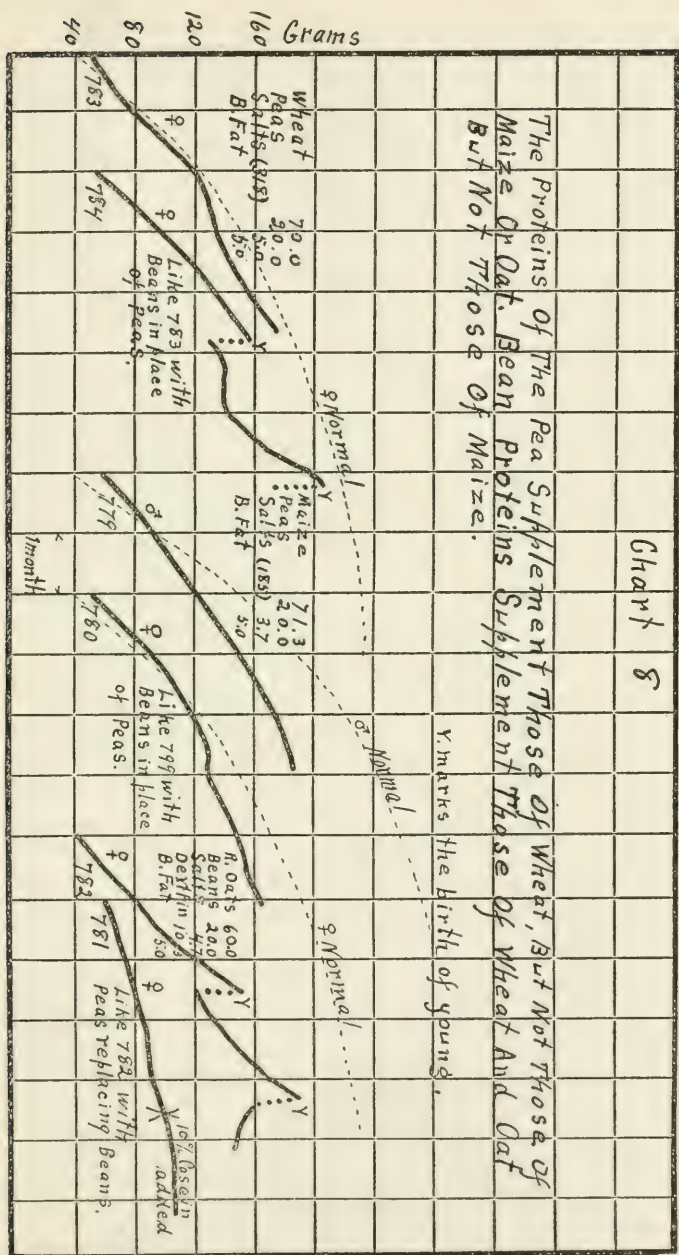 Chart 8
The Proteins Of The Pea Supplement Those Of Wheat, But Not Those of
Maize Or Oat. Bean Proteins Supplement Those Of Wheat And Oat
But Not Those Of Maize.
Y. marks the birth of young.
Grams
160
120
80
40
♀ Normal
♂ Normal
♀ Normal
Wheat 70.0
Peas 20.0
Salts (318) 5.0
B. Fat 5.0
783
♀
784
♀
Like 783 with
Beans in place
of peas.
Y
Y
Maize 71.3
Peas 20.0
Salts (185) 3.7
B. Fat 5.0
779
♂
1 month
780
♀
Like 799 with
Beans in place
of Peas.
R. Oats 60.0
Beans 20.0
Salts 4.7
Dextrin 10.3
B. Fat 5.0
782
♀
Y
Y
781
♀
Like 782 with
Peas replacing Beans.
10% Casein
added